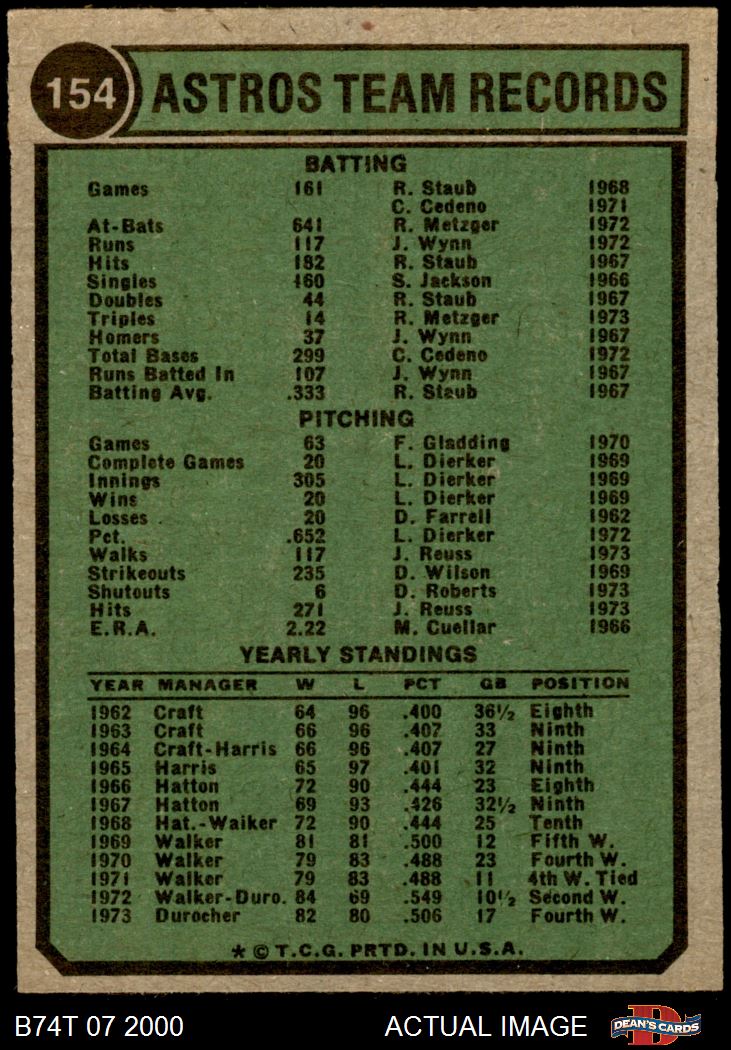 154 ASTROS TEAM RECORDS
BATTING
Games 161 R. Staub 1968
C. Cedeno 1971
At-Bats 641 R. Metzger 1972
Runs 117 J. Wynn 1972
Hits 182 R. Staub 1967
Singles 160 S. Jackson 1966
Doubles 44 R. Staub 1967
Triples 14 R. Metzger 1973
Homers 37 J. Wynn 1967
Total Bases 299 C. Cedeno 1972
Runs Batted In 107 J. Wynn 1967
Batting Avg. .333 R. Staub 1967
PITCHING
Games 63 F. Gladding 1970
Complete Games 20 L. Dierker 1969
Innings 305 L. Dierker 1969
Wins 20 L. Dierker 1969
Losses 20 D. Farrell 1962
Pct. .652 L. Dierker 1972
Walks 117 J. Reuss 1973
Strikeouts 235 D. Wilson 1969
Shutouts 6 D. Roberts 1973
Hits 271 J. Reuss 1973
E.R.A. 2.22 M. Cuellar 1966
YEARLY STANDINGS
YEAR MANAGER W L PCT GB POSITION
1962 Craft 64 96 .400 36½ Eighth
1963 Craft 66 96 .407 33 Ninth
1964 Craft-Harris 66 96 .407 27 Ninth
1965 Harris 65 97 .401 32 Ninth
1966 Hatton 72 90 .444 23 Eighth
1967 Hatton 69 93 .426 32½ Ninth
1968 Hat.-Walker 72 90 .444 25 Tenth
1969 Walker 81 81 .500 12 Fifth W.
1970 Walker 79 83 .488 23 Fourth W.
1971 Walker 79 83 .488 11 4th W. Tied
1972 Walker-Duro. 84 69 .549 10½ Second W.
1973 Durocher 82 80 .506 17 Fourth W.
* © T.C.G. PRTD. IN U.S.A.
B74T 07 2000 ACTUAL IMAGE D DEAN'S CARDS